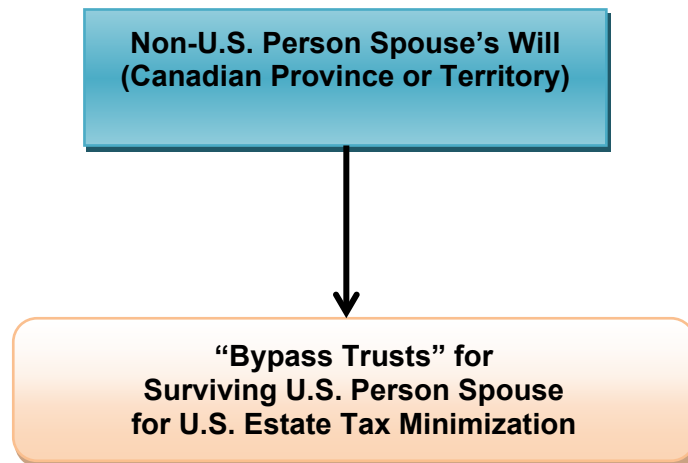 Non-U.S. Person Spouse’s Will
(Canadian Province or Territory)
“Bypass Trusts” for
Surviving U.S. Person Spouse
for U.S. Estate Tax Minimization